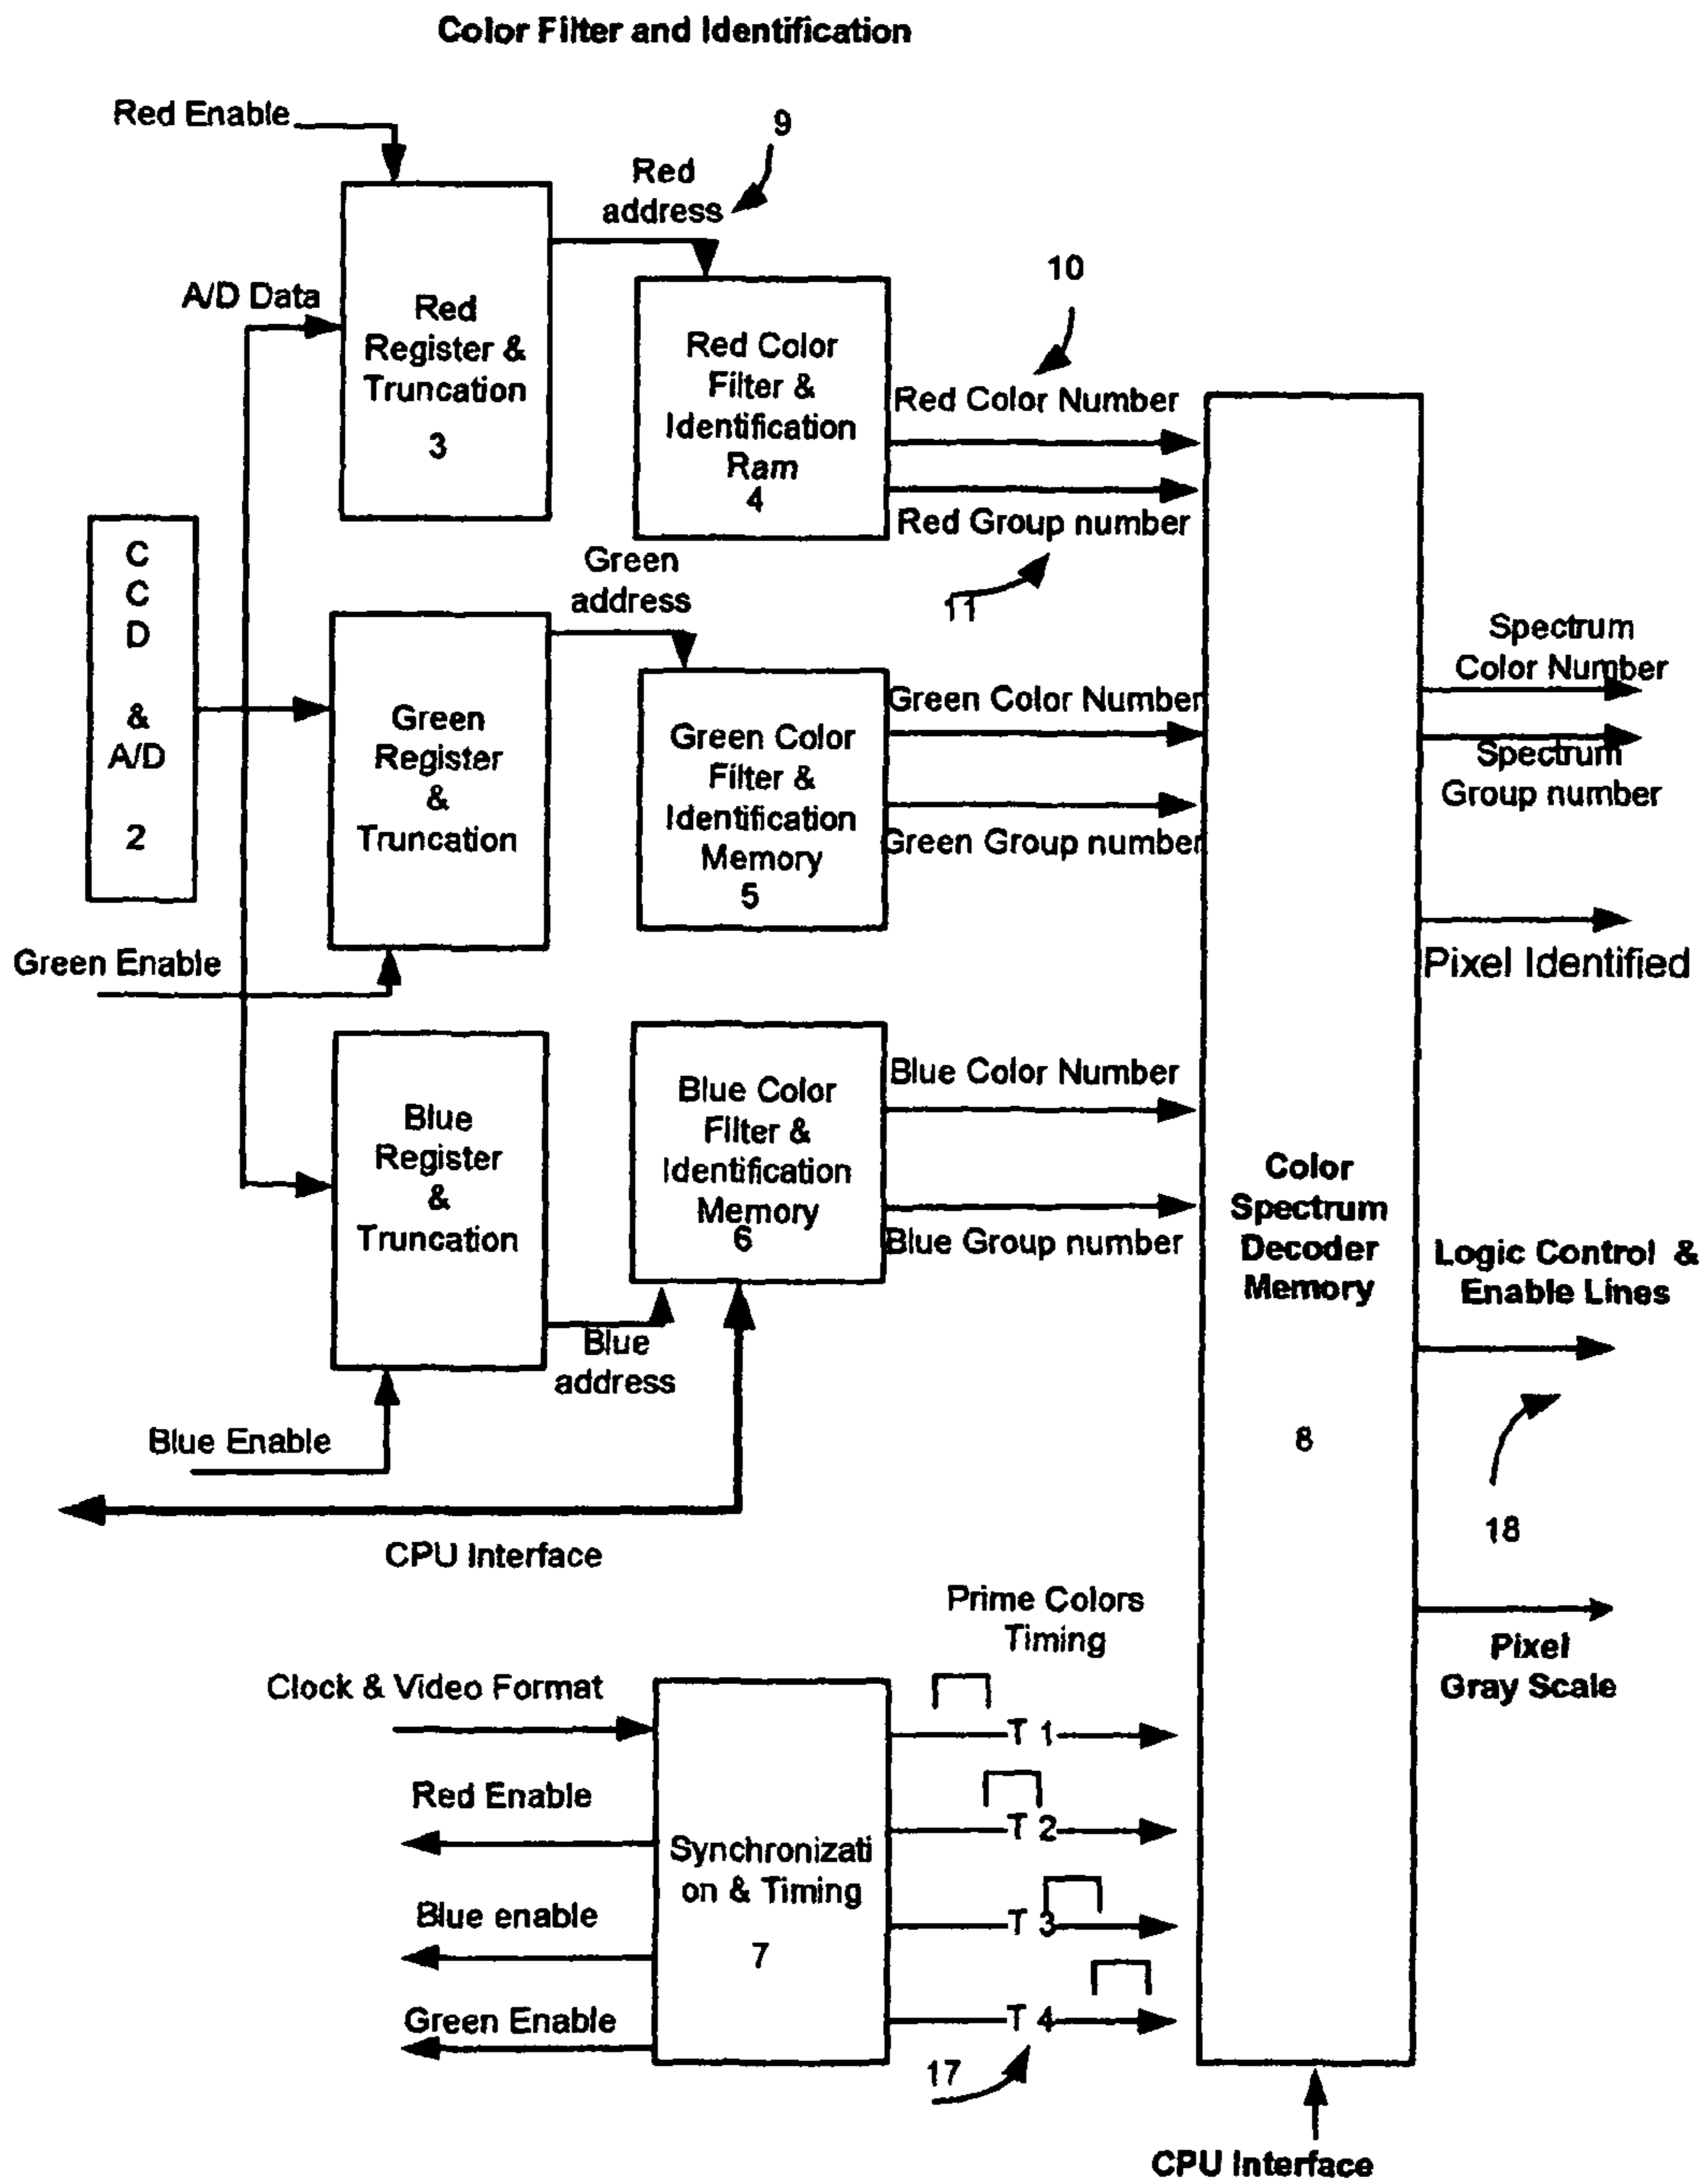 Color Filter and Identification
Red Enable
9
Red
address
A/D Data
Red
Register &
Truncation
3
Red Color
Filter &
Identification
Ram
4
10
Red Color Number
Red Group number
11
C
C
D
&
A/D
2
Green
address
Green
Register
&
Truncation
Green Color
Filter &
Identification
Memory
5
Green Color Number
Green Group number
Spectrum
Color Number
Spectrum
Group number
Pixel Identified
Green Enable
Blue
Register
&
Truncation
Blue Color
Filter &
Identification
Memory
6
Blue Color Number
Blue Group number
Color
Spectrum
Decoder
Memory
8
Logic Control &
Enable Lines
18
Blue
address
Blue Enable
CPU Interface
Prime Colors
Timing
Pixel
Gray Scale
Clock & Video Format
Red Enable
Blue enable
Green Enable
Synchronizati
on & Timing
7
T 1
T 2
T 3
T 4
17
CPU Interface